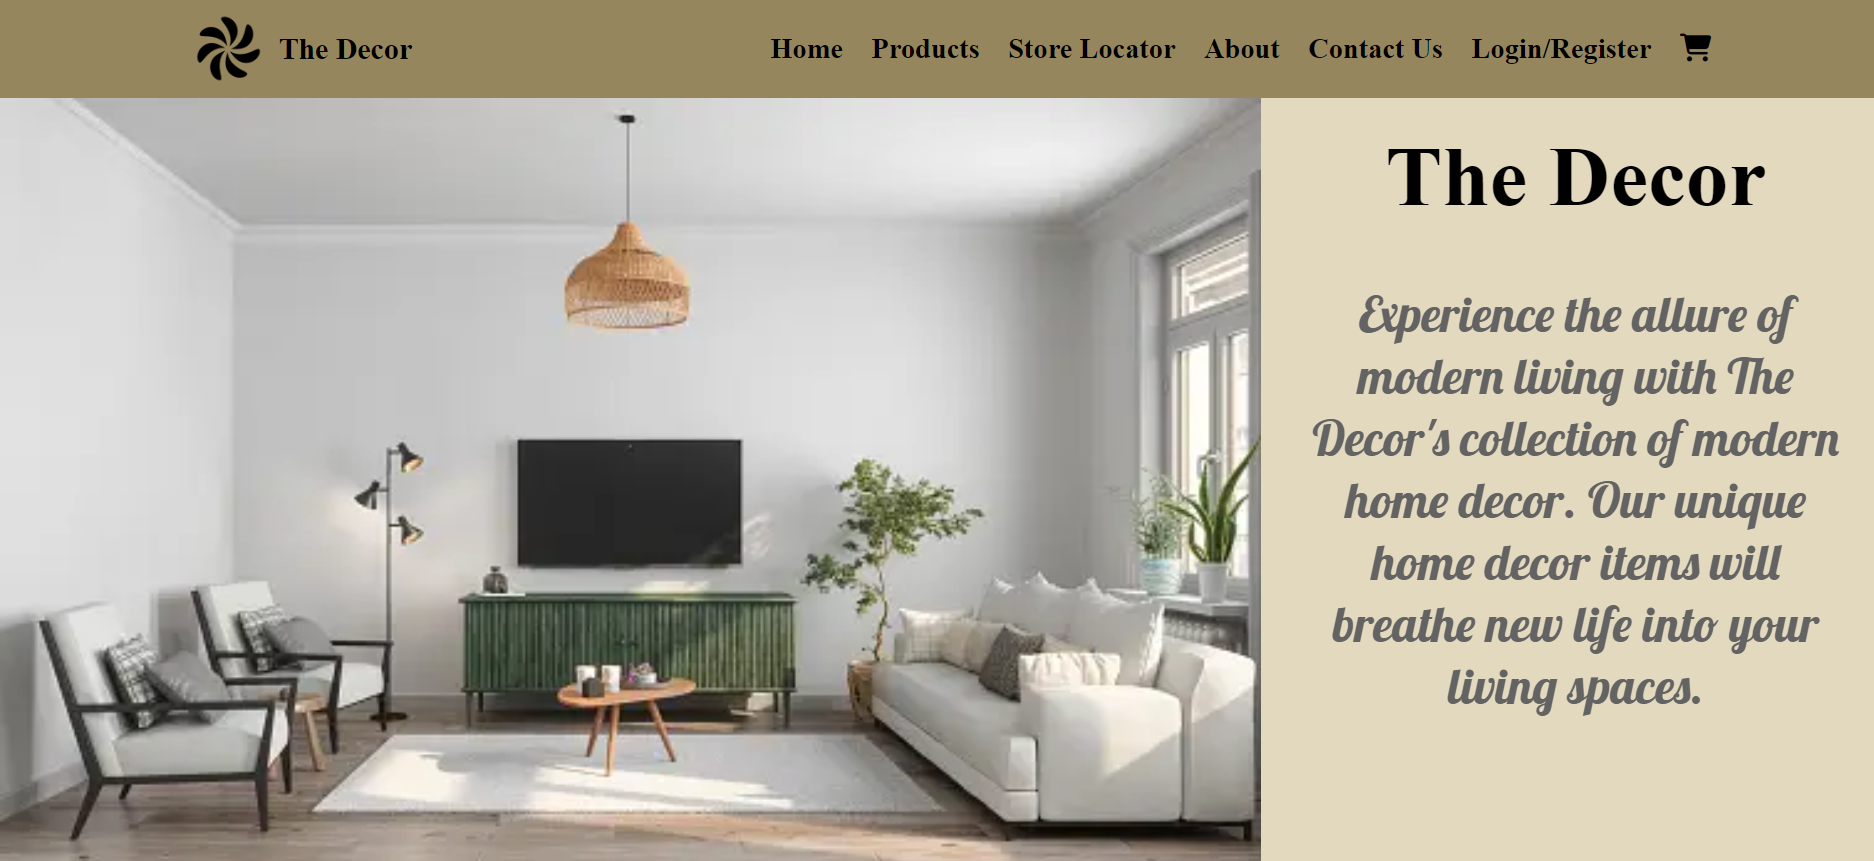 The Decor
Home Products Store Locator About Contact Us Login/Register
The Decor
Experience the allure of
modern living with The
Decor's collection of modern
home decor. Our unique
home decor items will
breathe new life into your
living spaces.